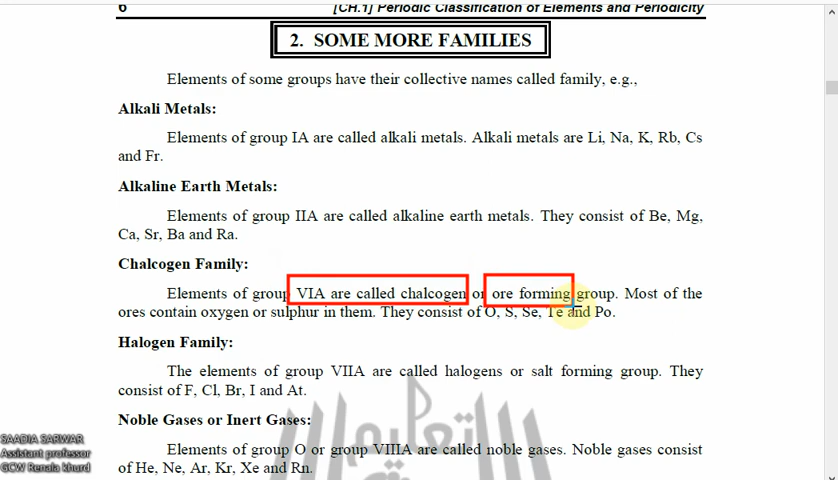 6 [CH.1] Periodic Classification of Elements and Periodicity
2. SOME MORE FAMILIES
Elements of some groups have their collective names called family, e.g.,
Alkali Metals:
Elements of group IA are called alkali metals. Alkali metals are Li, Na, K, Rb, Cs
and Fr.
Alkaline Earth Metals:
Elements of group IIA are called alkaline earth metals. They consist of Be, Mg,
Ca, Sr, Ba and Ra.
Chalcogen Family:
Elements of group VIA are called chalcogen or ore forming group. Most of the
ores contain oxygen or sulphur in them. They consist of O, S, Se, Te and Po.
Halogen Family:
The elements of group VIIA are called halogens or salt forming group. They
consist of F, Cl, Br, I and At.
Noble Gases or Inert Gases:
Elements of group O or group VIIIA are called noble gases. Noble gases consist
of He, Ne, Ar, Kr, Xe and Rn.
SAADIA SARWAR
Assistant professor
GCW Renala khurd